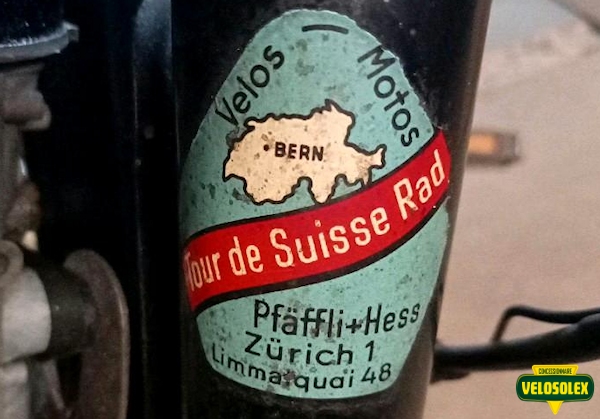 Velos — Motos
BERN
Tour de Suisse Rad
Pfäffli+Hess
Zürich 1
Limmatquai 48
CONCESSIONNAIRE
VELOSOLEX